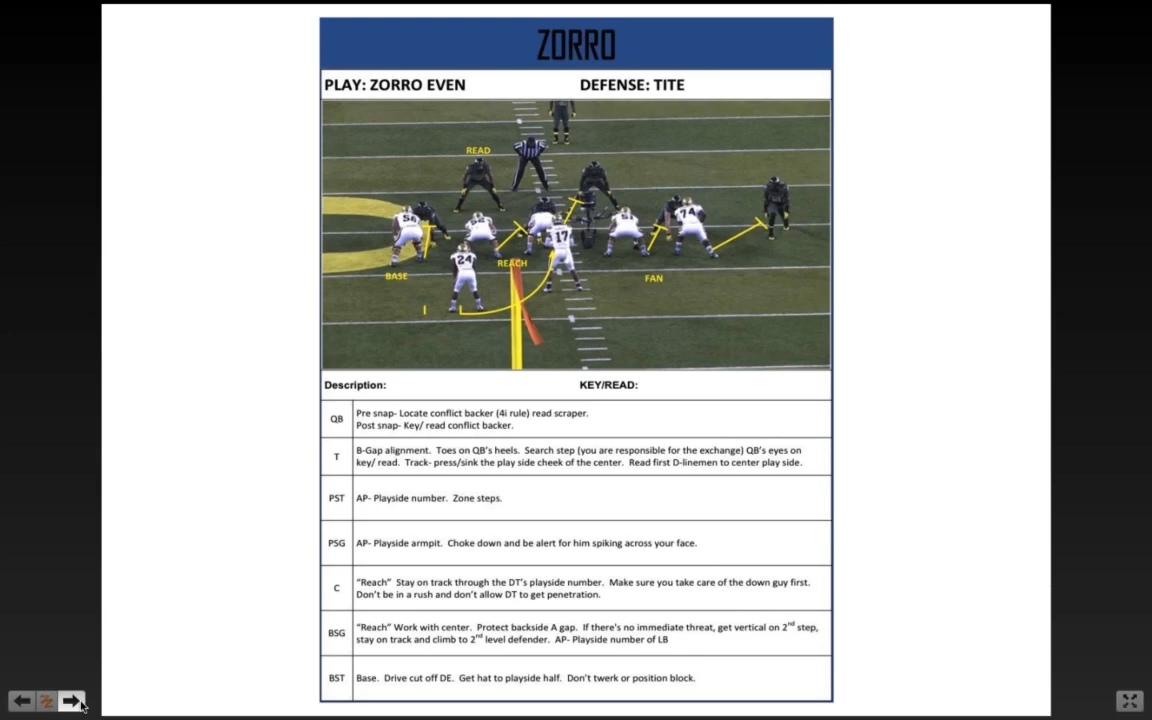 ZORRO
PLAY: ZORRO EVEN DEFENSE: TITE
READ
56
74
17
24
REACH
BASE
FAN
Description: KEY/READ:
QB Pre snap- Locate conflict backer (4i rule) read scraper.
Post snap- Key/ read conflict backer.
T B-Gap alignment. Toes on QB's heels. Search step (you are responsible for the exchange) QB's eyes on
key/ read. Track- press/sink the play side cheek of the center. Read first D-linemen to center play side.
PST AP- Playside number. Zone steps.
PSG AP- Playside armpit. Choke down and be alert for him spiking across your face.
C "Reach" Stay on track through the DT's playside number. Make sure you take care of the down guy first.
Don't be in a rush and don't allow DT to get penetration.
BSG "Reach" Work with center. Protect backside A gap. If there's no immediate threat, get vertical on 2nd step,
stay on track and climb to 2nd level defender. AP- Playside number of LB
BST Base. Drive cut off DE. Get hat to playside half. Don't twerk or position block.